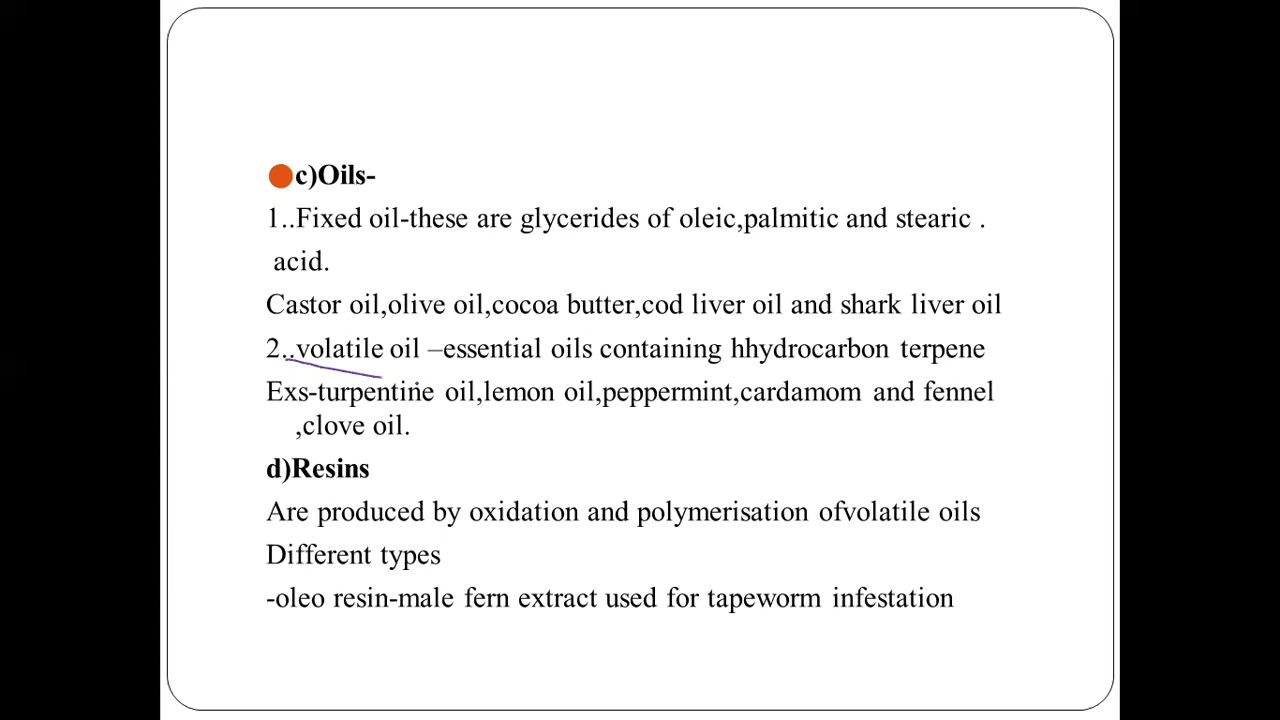 c)Oils-
1..Fixed oil-these are glycerides of oleic,palmitic and stearic .
acid.
Castor oil,olive oil,cocoa butter,cod liver oil and shark liver oil
2..volatile oil –essential oils containing hhydrocarbon terpene
Exs-turpentine oil,lemon oil,peppermint,cardamom and fennel
,clove oil.
d)Resins
Are produced by oxidation and polymerisation ofvolatile oils
Different types
-oleo resin-male fern extract used for tapeworm infestation